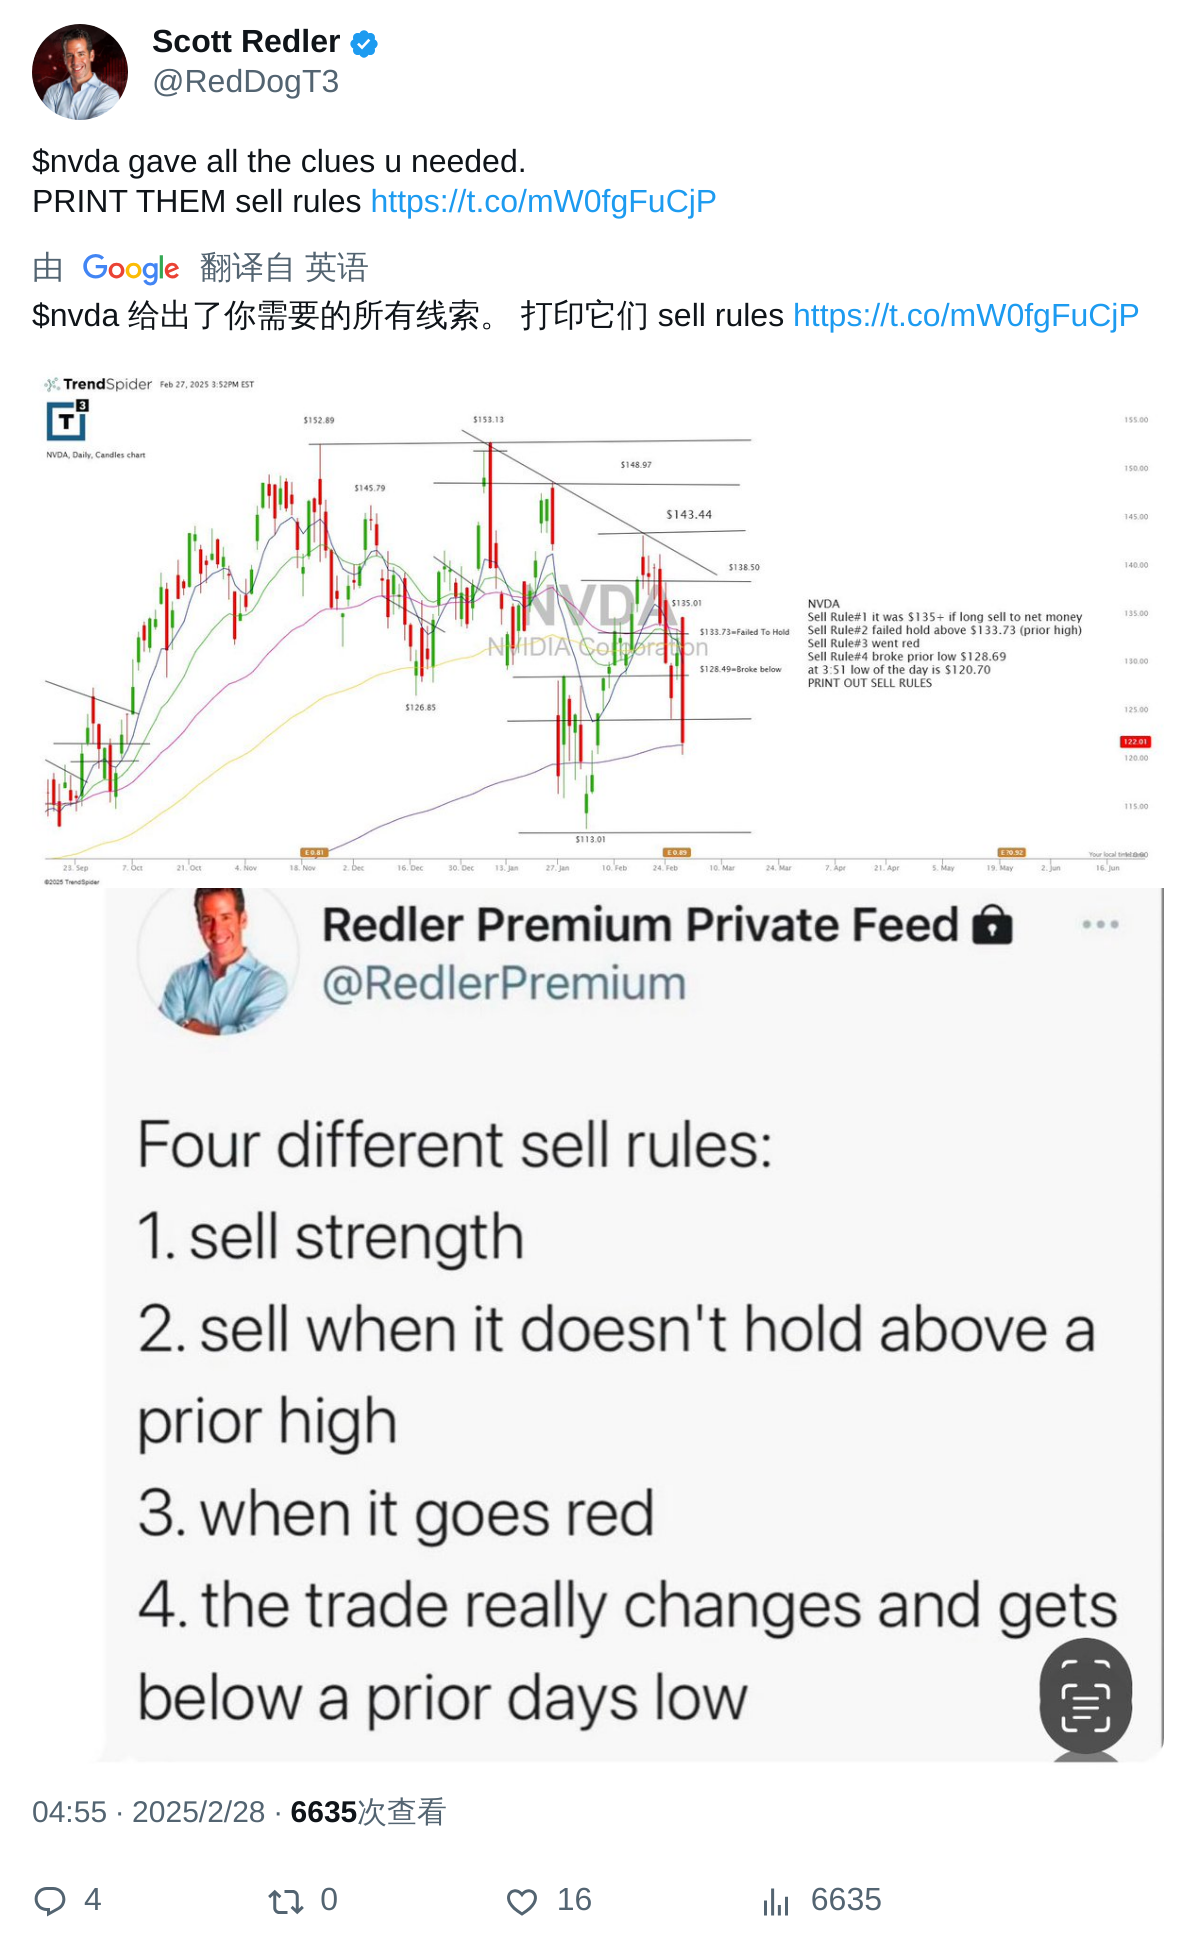 Scott Redler
@RedDogT3
$nvda gave all the clues u needed.
PRINT THEM sell rules https://t.co/mW0fgFuCjP
由 Google 翻译自 英语
$nvda 给出了你需要的所有线索。 打印它们 sell rules https://t.co/mW0fgFuCjP
TrendSpider Feb 27, 2025 3:52PM EST
T3
NVDA, Daily, Candles chart
$152.89
$153.13
155.00
$148.97
150.00
$145.79
$143.44
145.00
$138.50
140.00
NVDA
NVIDIA Corporation
$135.01
135.00
$133.73=Failed To Hold
130.00
$128.49=Broke below
NVDA
Sell Rule#1 it was $135+ if long sell to net money
Sell Rule#2 failed hold above $133.73 (prior high)
Sell Rule#3 went red
Sell Rule#4 broke prior low $128.69
at 3:51 low of the day is $120.70
PRINT OUT SELL RULES
$126.85
125.00
122.01
120.00
115.00
$113.01
E 0.81
E 0.89
E ?0.92
Your local time
23. Sep 7. Oct 21. Oct 4. Nov 18. Nov 2. Dec 16. Dec 30. Dec 13. Jan 27. Jan 10. Feb 24. Feb 10. Mar 24. Mar 7. Apr 21. Apr 5. May 19. May 2. Jun 16. Jun
©2025 TrendSpider
Redler Premium Private Feed
@RedlerPremium
Four different sell rules:
1. sell strength
2. sell when it doesn't hold above a
prior high
3. when it goes red
4. the trade really changes and gets
below a prior days low
04:55 · 2025/2/28 · 6635次查看
4 0 16 6635